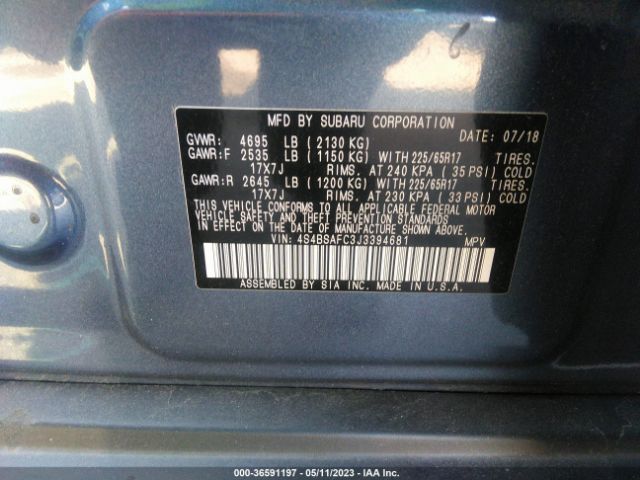 6
MFD BY SUBARU CORPORATION
GVWR: 4695 LB (2130 KG) DATE: 07/18
GAWR:F 2535 LB (1150 KG) WITH 225/65R17 TIRES.
17X7J RIMS. AT 240 KPA (35 PSI) COLD
GAWR:R 2645 LB (1200 KG) WITH 225/65R17 TIRES.
17X7J RIMS. AT 230 KPA (33 PSI) COLD
THIS VEHICLE CONFORMS TO ALL APPLICABLE FEDERAL MOTOR
VEHICLE SAFETY AND THEFT PREVENTION STANDARDS
IN EFFECT ON THE DATE OF MANUFACTURE SHOWN ABOVE.
VIN: 4S4BSAFC3J3394681 MPV
ASSEMBLED BY SIA INC. MADE IN U.S.A.
000-36591197 - 05/11/2023 - IAA Inc.